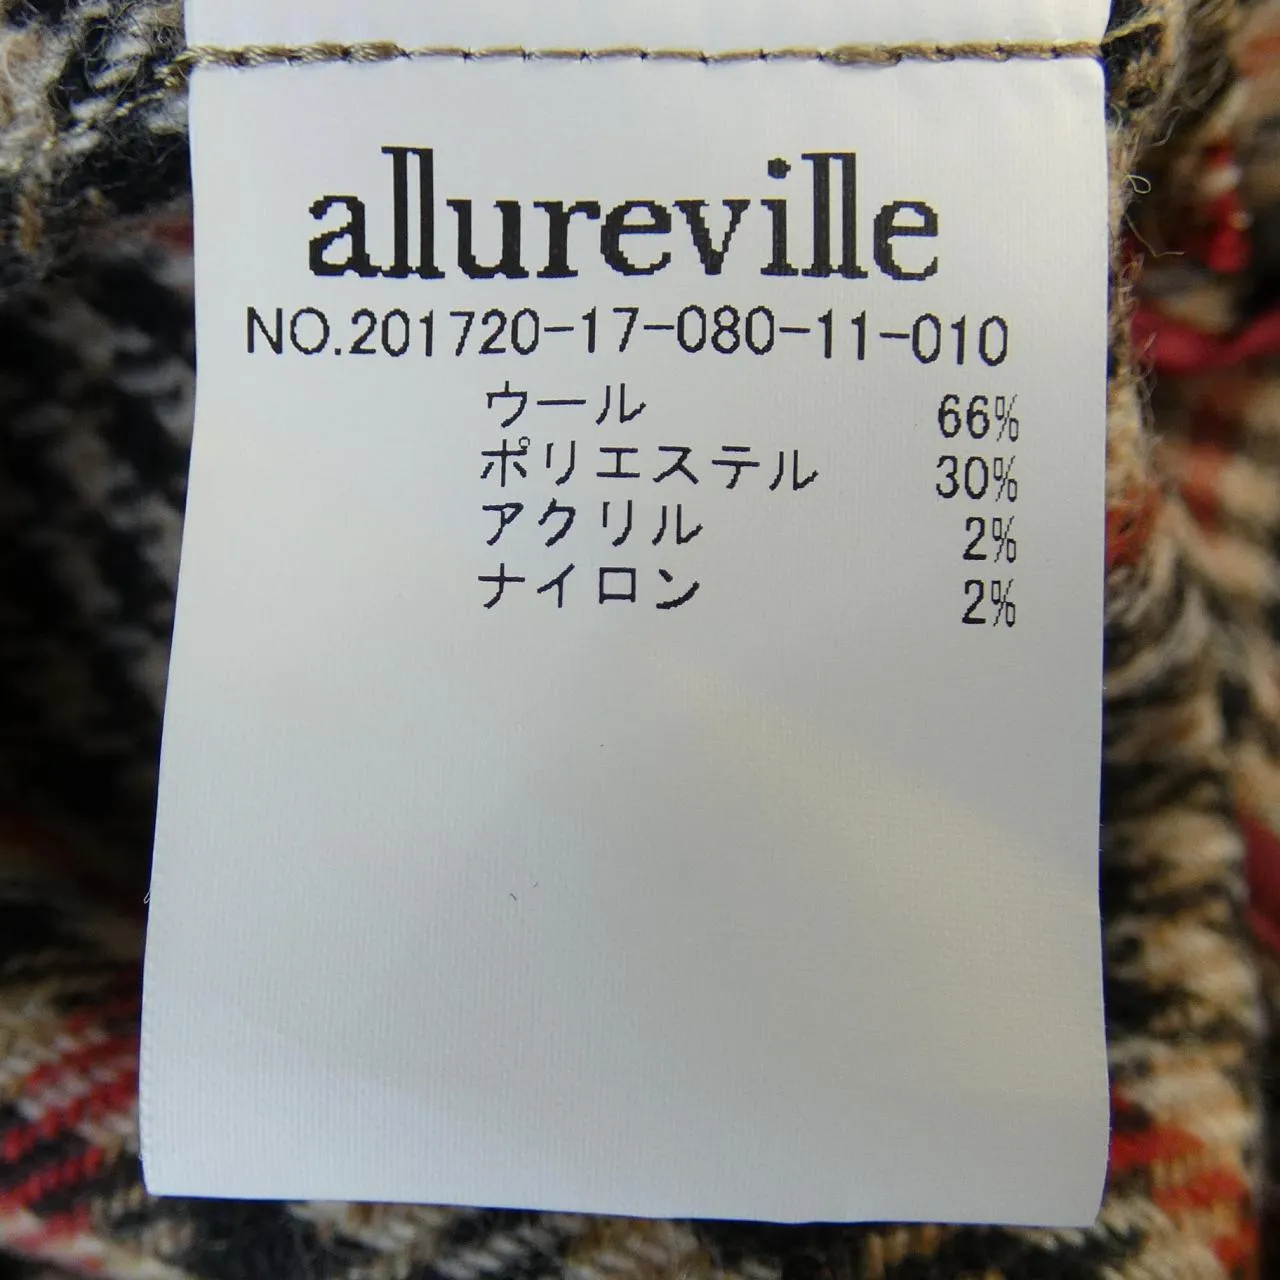 allureville
NO.201720-17-080-11-010
ウール 66%
ポリエステル 30%
アクリル 2%
ナイロン 2%